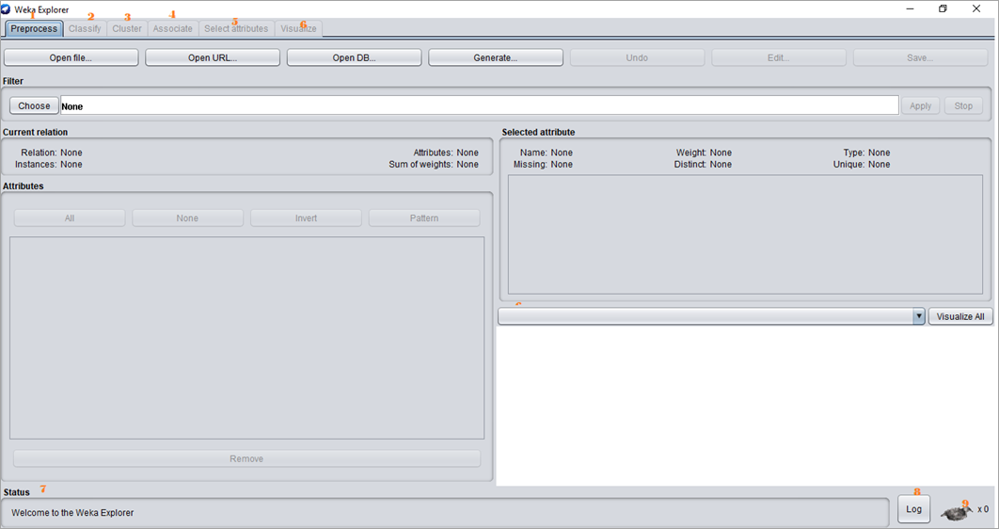 Weka Explorer
1 2 3 4 5 6
Preprocess Classify Cluster Associate Select attributes Visualize
Open file... Open URL... Open DB... Generate... Undo Edit... Save...
Filter
Choose None Apply Stop
Current relation
Relation: None Attributes: None
Instances: None Sum of weights: None
Attributes
All None Invert Pattern
Remove
Selected attribute
Name: None Weight: None Type: None
Missing: None Distinct: None Unique: None
Visualize All
Status 7
Welcome to the Weka Explorer
8
Log
9
x 0